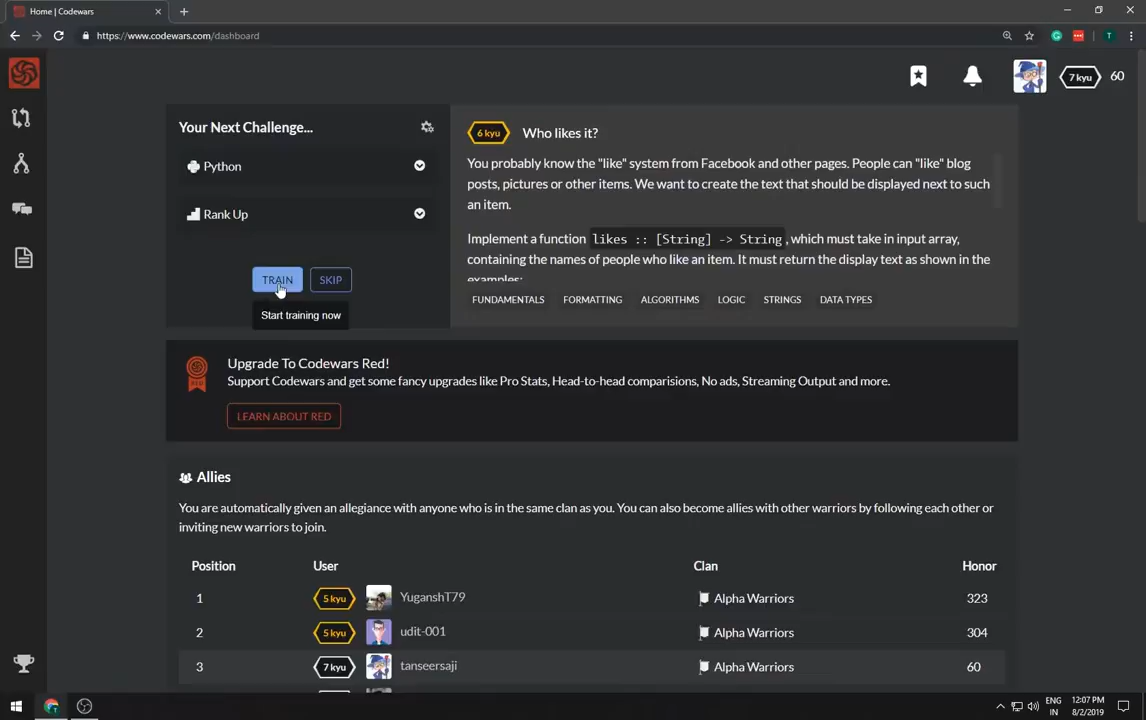 Home | Codewars
https://www.codewars.com/dashboard
T
7 kyu 60
Your Next Challenge...
Python
Rank Up
TRAIN SKIP
Start training now
6 kyu Who likes it?
You probably know the "like" system from Facebook and other pages. People can "like" blog
posts, pictures or other items. We want to create the text that should be displayed next to such
an item.
Implement a function likes :: [String] -> String, which must take in input array,
containing the names of people who like an item. It must return the display text as shown in the
examples:
FUNDAMENTALS FORMATTING ALGORITHMS LOGIC STRINGS DATA TYPES
Upgrade To Codewars Red!
Support Codewars and get some fancy upgrades like Pro Stats, Head-to-head comparisions, No ads, Streaming Output and more.
LEARN ABOUT RED
Allies
You are automatically given an allegiance with anyone who is in the same clan as you. You can also become allies with other warriors by following each other or
inviting new warriors to join.
Position User Clan Honor
1 5 kyu YuganshT79 Alpha Warriors 323
2 5 kyu udit-001 Alpha Warriors 304
3 7 kyu tanseersaji Alpha Warriors 60
ENG
IN
12:07 PM
8/2/2019